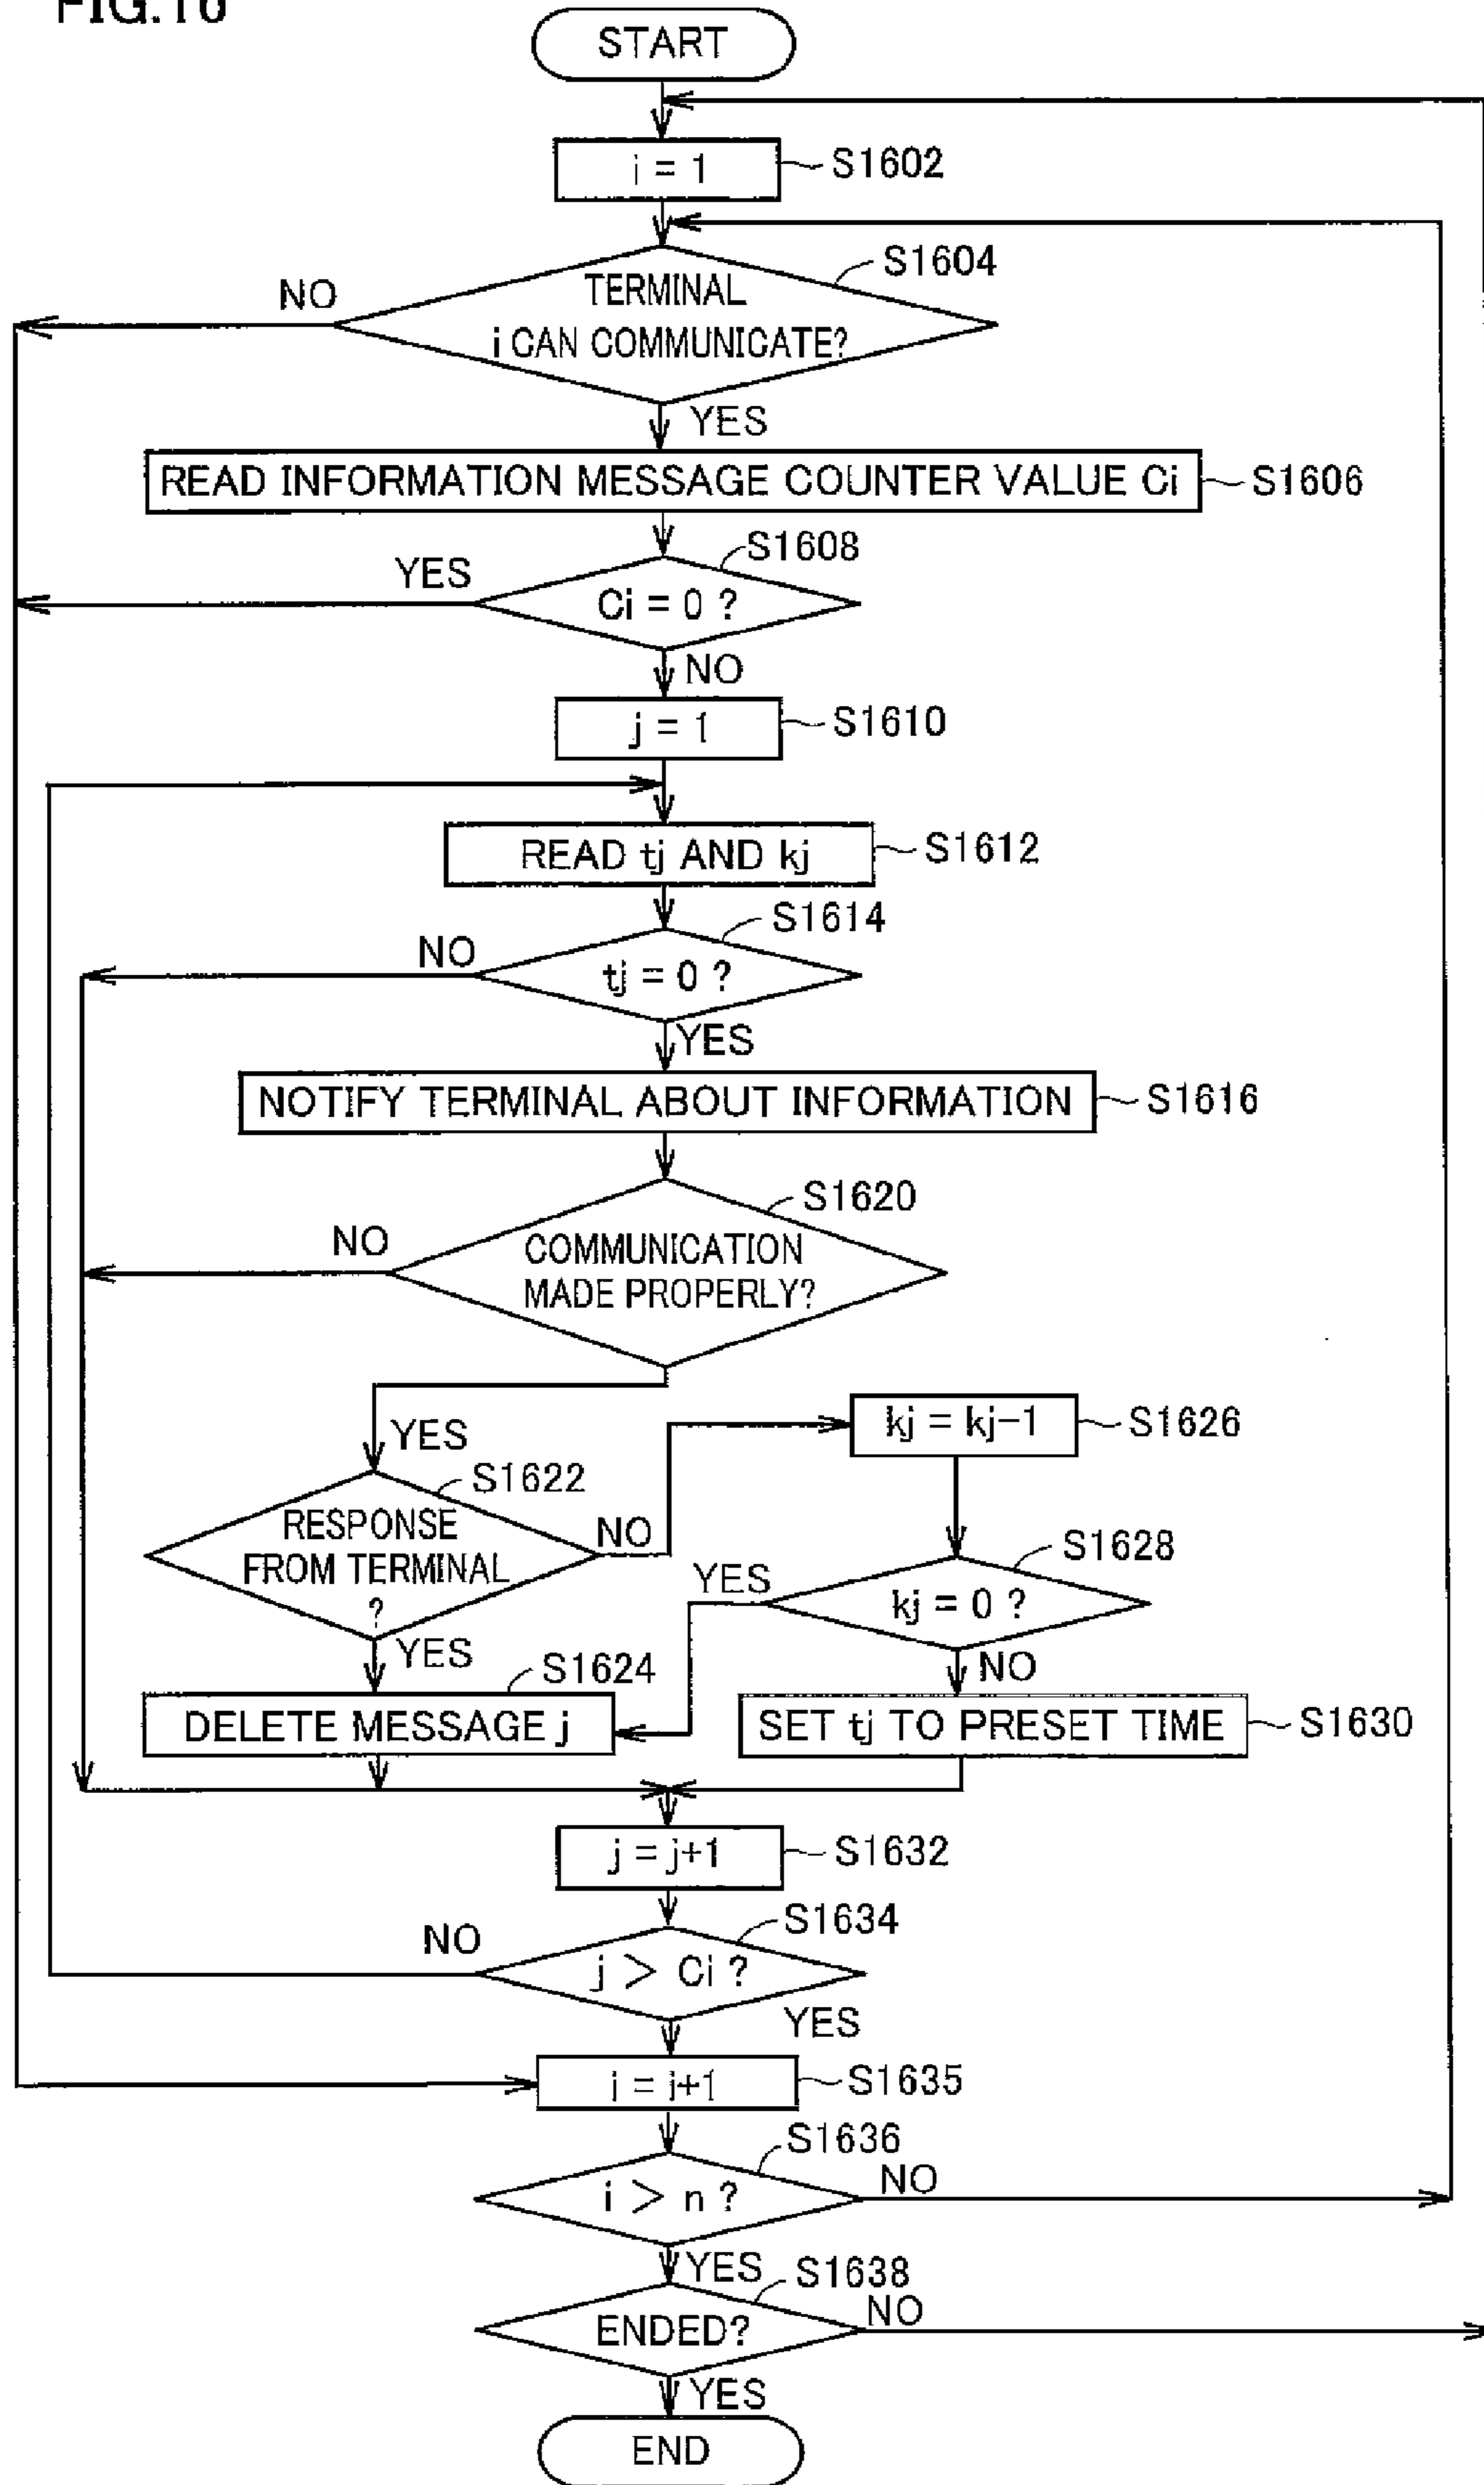 FIG.16
START
i = 1
S1602
S1604
NO
TERMINAL
i CAN COMMUNICATE?
YES
READ INFORMATION MESSAGE COUNTER VALUE Ci
S1606
S1608
YES
Ci = 0 ?
NO
j = 1
S1610
READ tj AND kj
S1612
S1614
NO
tj = 0 ?
YES
NOTIFY TERMINAL ABOUT INFORMATION
S1616
S1620
NO
COMMUNICATION
MADE PROPERLY?
YES
kj = kj-1
S1626
S1622
RESPONSE
FROM TERMINAL
?
NO
S1628
YES
kj = 0 ?
YES
NO
S1624
DELETE MESSAGE j
SET tj TO PRESET TIME
S1630
j = j+1
S1632
S1634
NO
j > Ci ?
YES
i = i+1
S1635
S1636
i > n ?
NO
YES
S1638
ENDED?
NO
YES
END